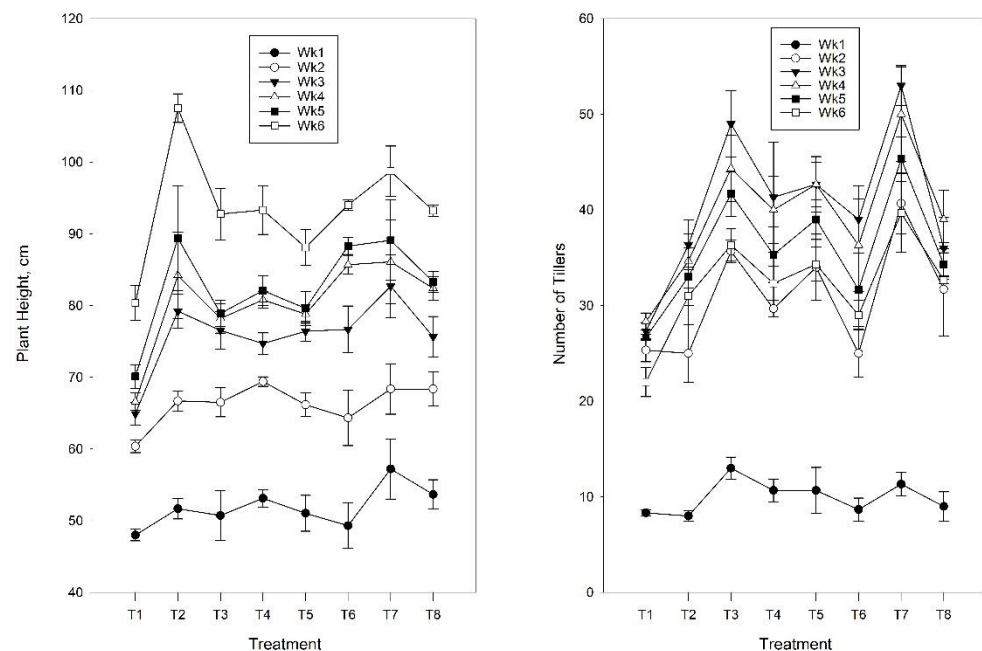 120
110
100
90
80
70
60
50
40
Plant Height, cm
Wk1
Wk2
Wk3
Wk4
Wk5
Wk6
T1 T2 T3 T4 T5 T6 T7 T8
Treatment
60
50
40
30
20
10
0
Number of Tillers
Wk1
Wk2
Wk3
Wk4
Wk5
Wk6
T1 T2 T3 T4 T5 T6 T7 T8
Treatment